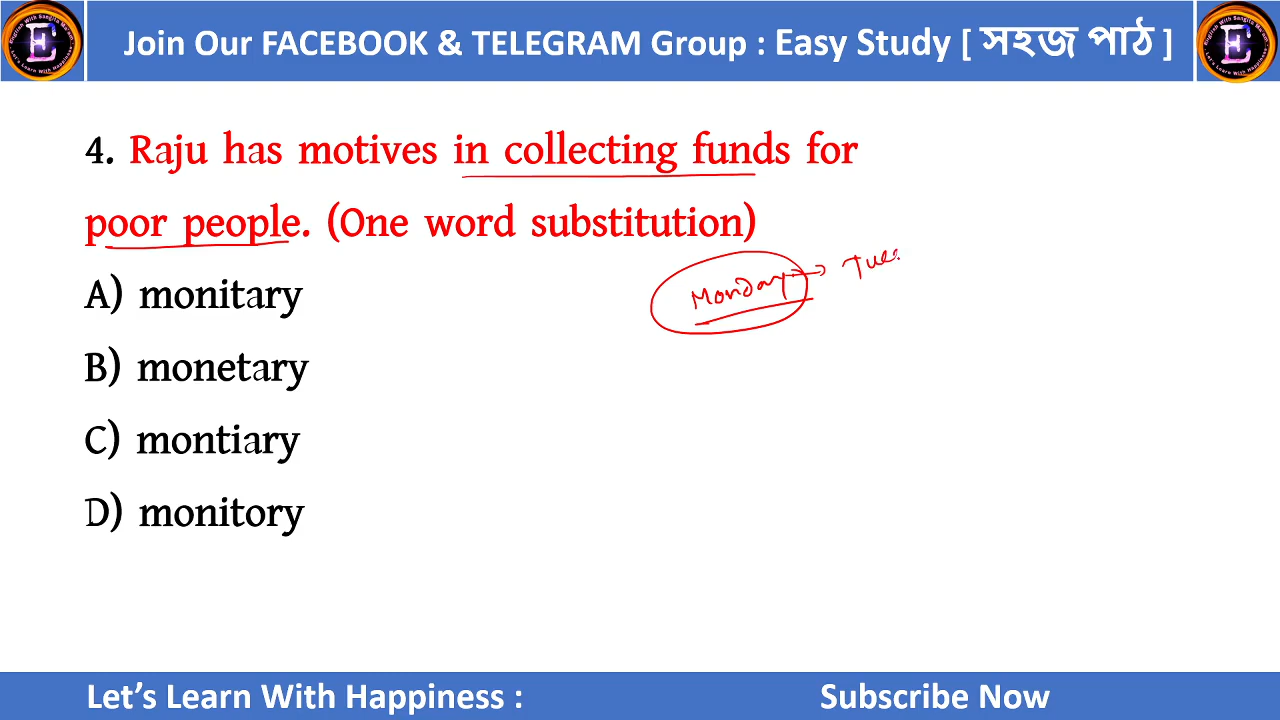 Join Our FACEBOOK & TELEGRAM Group : Easy Study [ সহজ পাঠ ]
4. Raju has motives in collecting funds for
poor people. (One word substitution)
Monday → Tues
A) monitary
B) monetary
C) montiary
D) monitory
Let's Learn With Happiness :
Subscribe Now